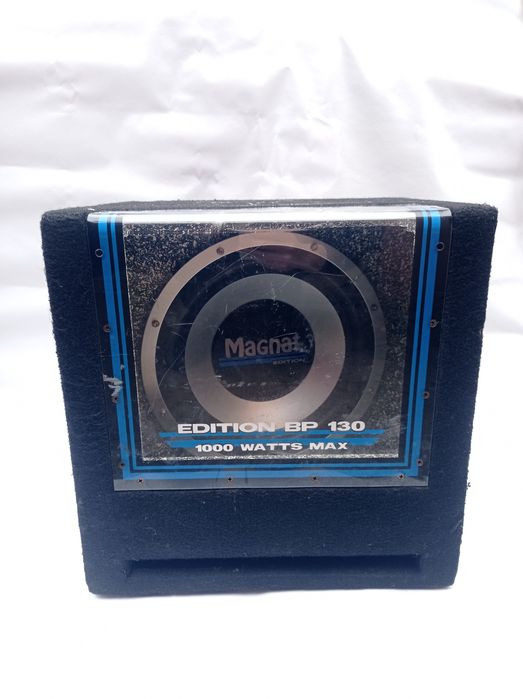 Magnat
EDITION
EDITION BP 130
1000 WATTS MAX